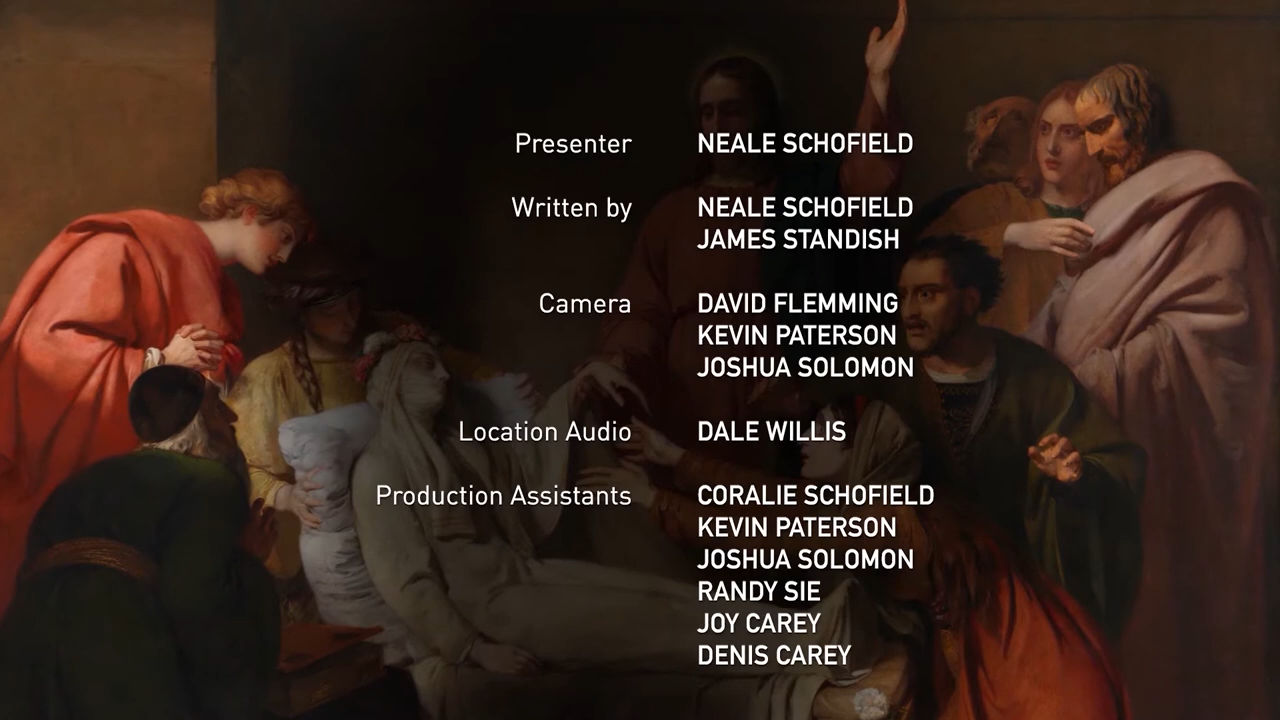 Presenter NEALE SCHOFIELD
Written by NEALE SCHOFIELD
JAMES STANDISH
Camera DAVID FLEMMING
KEVIN PATERSON
JOSHUA SOLOMON
Location Audio DALE WILLIS
Production Assistants CORALIE SCHOFIELD
KEVIN PATERSON
JOSHUA SOLOMON
RANDY SIE
JOY CAREY
DENIS CAREY